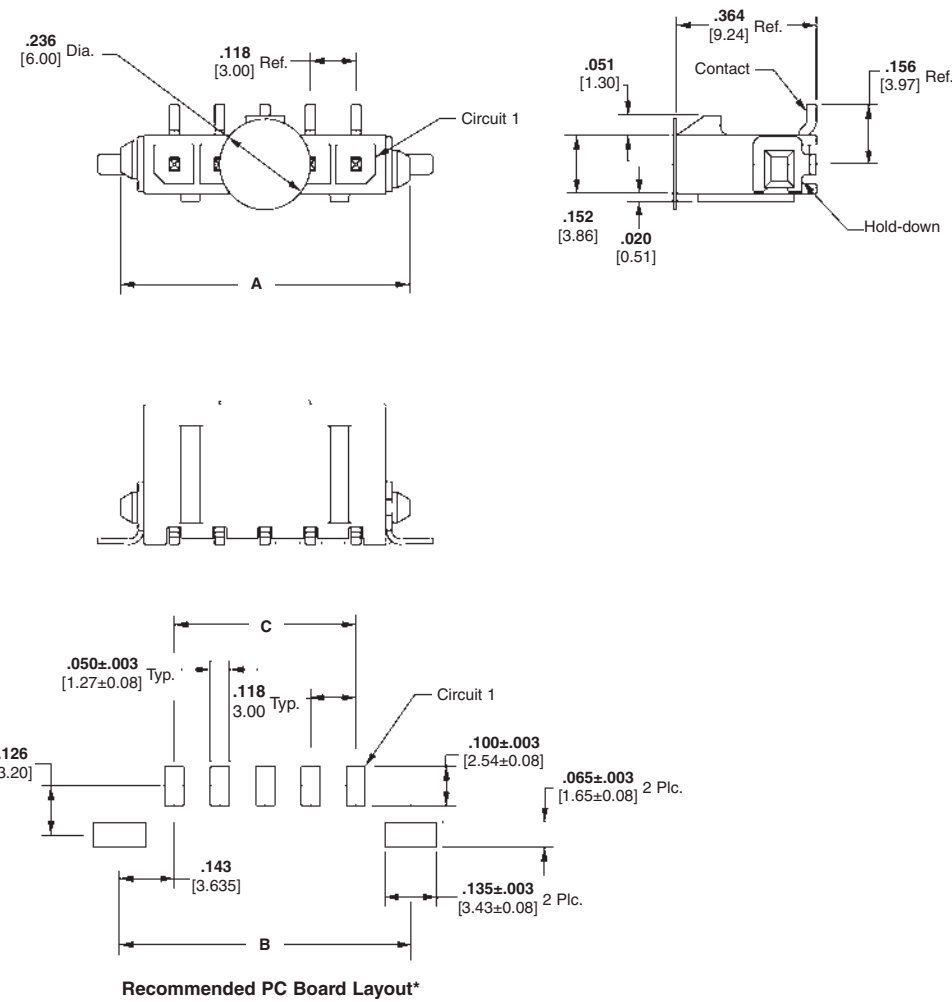 .236
[6.00] Dia.
.118
[3.00] Ref.
Circuit 1
A
.364
[9.24] Ref.
.051
[1.30]
Contact
.156
[3.97] Ref.
.152
[3.86]
.020
[0.51]
Hold-down
C
.050±.003
[1.27±0.08] Typ.
.118
3.00 Typ.
Circuit 1
.126
3.20]
.100±.003
[2.54±0.08]
.065±.003
[1.65±0.08] 2 Plc.
.143
[3.635]
.135±.003
[3.43±0.08] 2 Plc.
B
Recommended PC Board Layout*